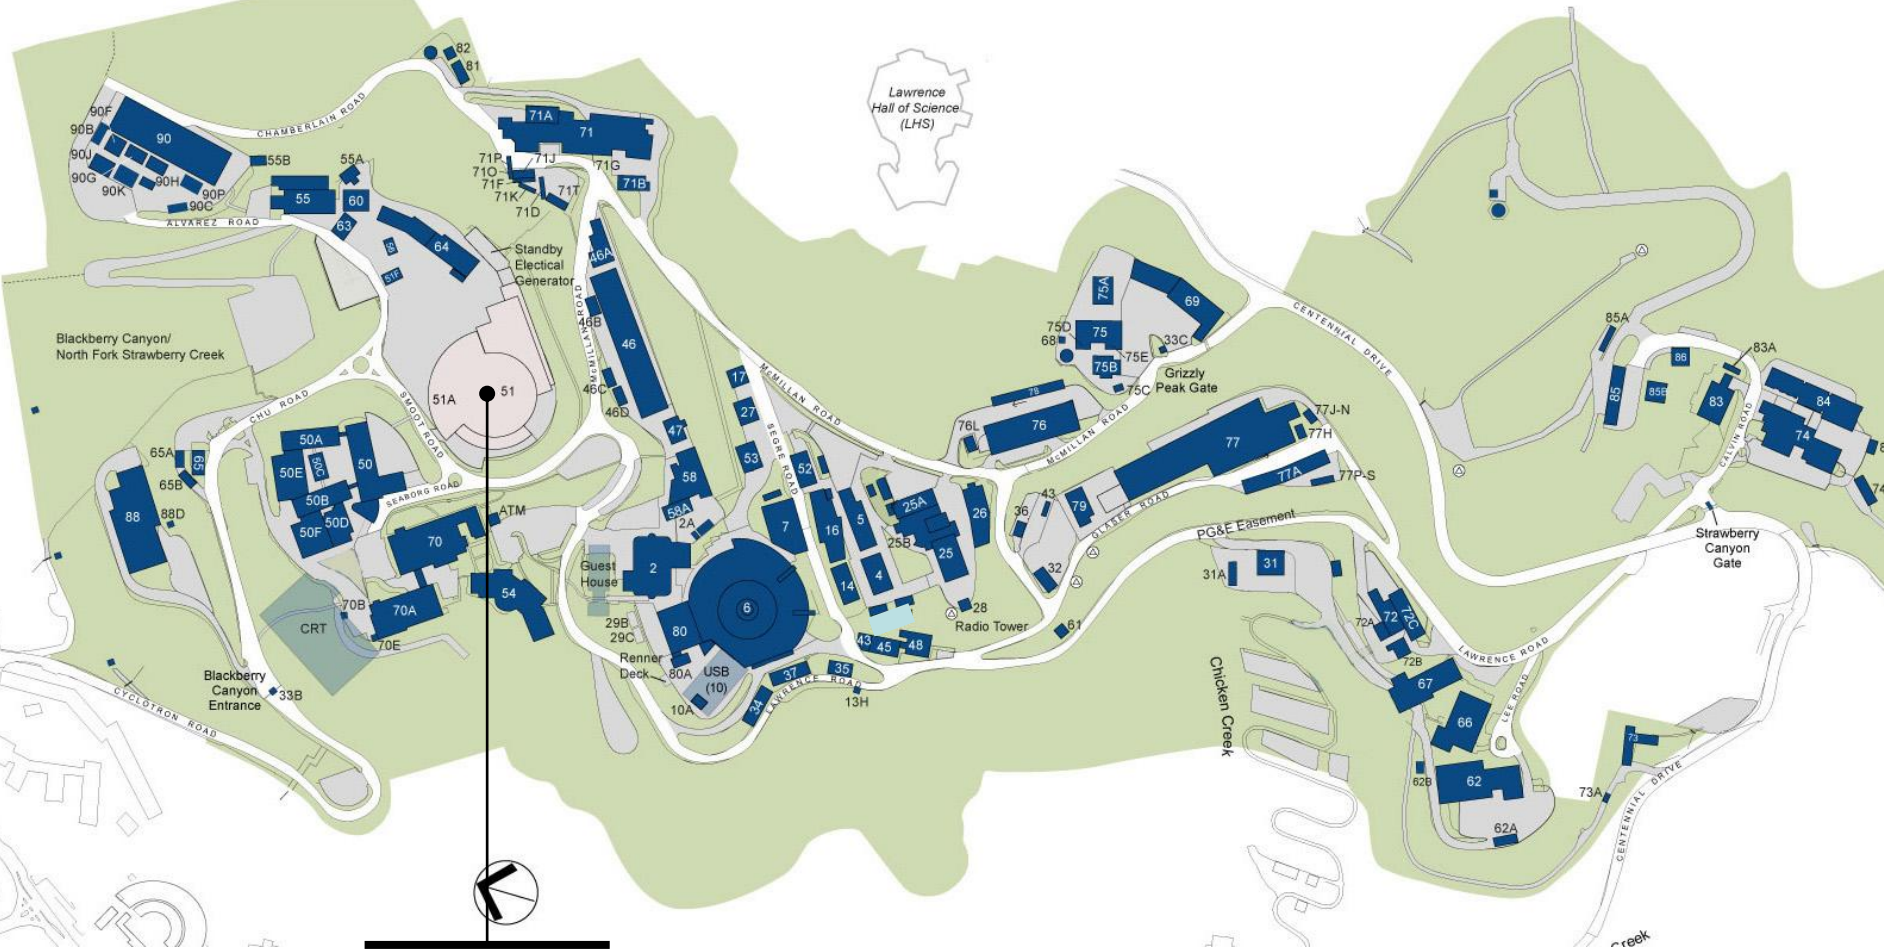 82
81
Lawrence
Hall of Science
(LHS)
90F
CHAMBERLAIN ROAD
71A
71
90B
90
90J
55B
55A
71P
71J
71G
71O
71F
71K
71T
71B
71D
90G
90K
90H
90P
90C
55
60
63
64
ALVAREZ ROAD
Standby
Electical
Generator
51F
46A
46B
McMILLAN ROAD
46
46C
46D
75A
69
75D
68
75
75E
75B
75C
33C
Grizzly
Peak Gate
CENTENNIAL DRIVE
85A
86
83A
85
85B
83
84
74
CALVIN ROAD
Blackberry Canyon/
North Fork Strawberry Creek
51A
51
CHU ROAD
SMOOT ROAD
17
27
McMILLAN ROAD
78
76L
76
McMILLAN ROAD
77J-N
77H
77
77A
77P-S
65A
65
65B
50A
50
50E
50C
50B
50F
50D
SEABORG ROAD
47
53
SEGRE ROAD
52
58
58A
2A
88
88D
70
ATM
7
16
5
25A
25B
25
26
36
43
79
GLASER ROAD
PG&E Easement
Strawberry
Canyon
Gate
Guest
House
2
6
14
4
32
31A
31
CRT
70B
70A
70E
54
29B
29C
80
Renner
Deck
80A
USB
(10)
10A
28
Radio Tower
61
43
45
48
37
35
34
LAWRENCE ROAD
13H
72
72A
72C
72B
LAWRENCE ROAD
67
66
LEE ROAD
Chicken Creek
Blackberry
Canyon
Entrance
33B
CYCLOTRON ROAD
62
62B
62A
73
73A
CENTENNIAL DRIVE
Creek